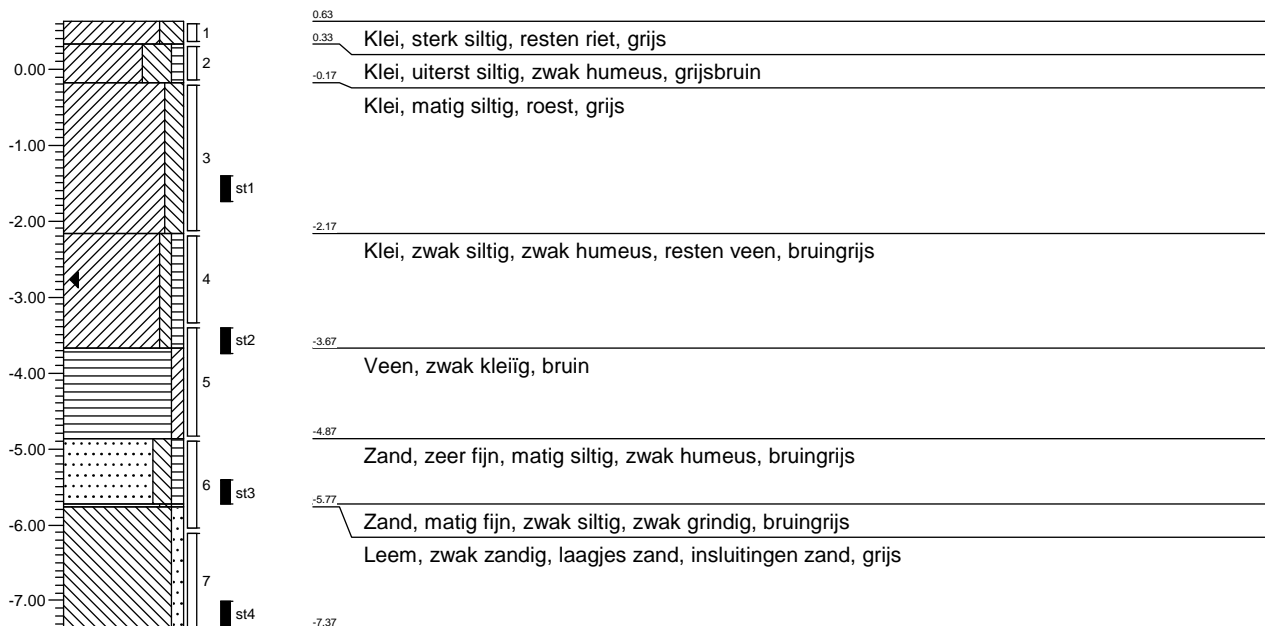 0.63
1
Klei, sterk siltig, resten riet, grijs
0.33
2
0.00
Klei, uiterst siltig, zwak humeus, grijsbruin
-0.17
Klei, matig siltig, roest, grijs
-1.00
3
st1
-2.00
-2.17
Klei, zwak siltig, zwak humeus, resten veen, bruingrijs
4
-3.00
st2
-3.67
Veen, zwak kleiïg, bruin
-4.00
5
-4.87
-5.00
Zand, zeer fijn, matig siltig, zwak humeus, bruingrijs
6
st3
-5.77
Zand, matig fijn, zwak siltig, zwak grindig, bruingrijs
-6.00
Leem, zwak zandig, laagjes zand, insluitingen zand, grijs
7
-7.00
st4
-7.37